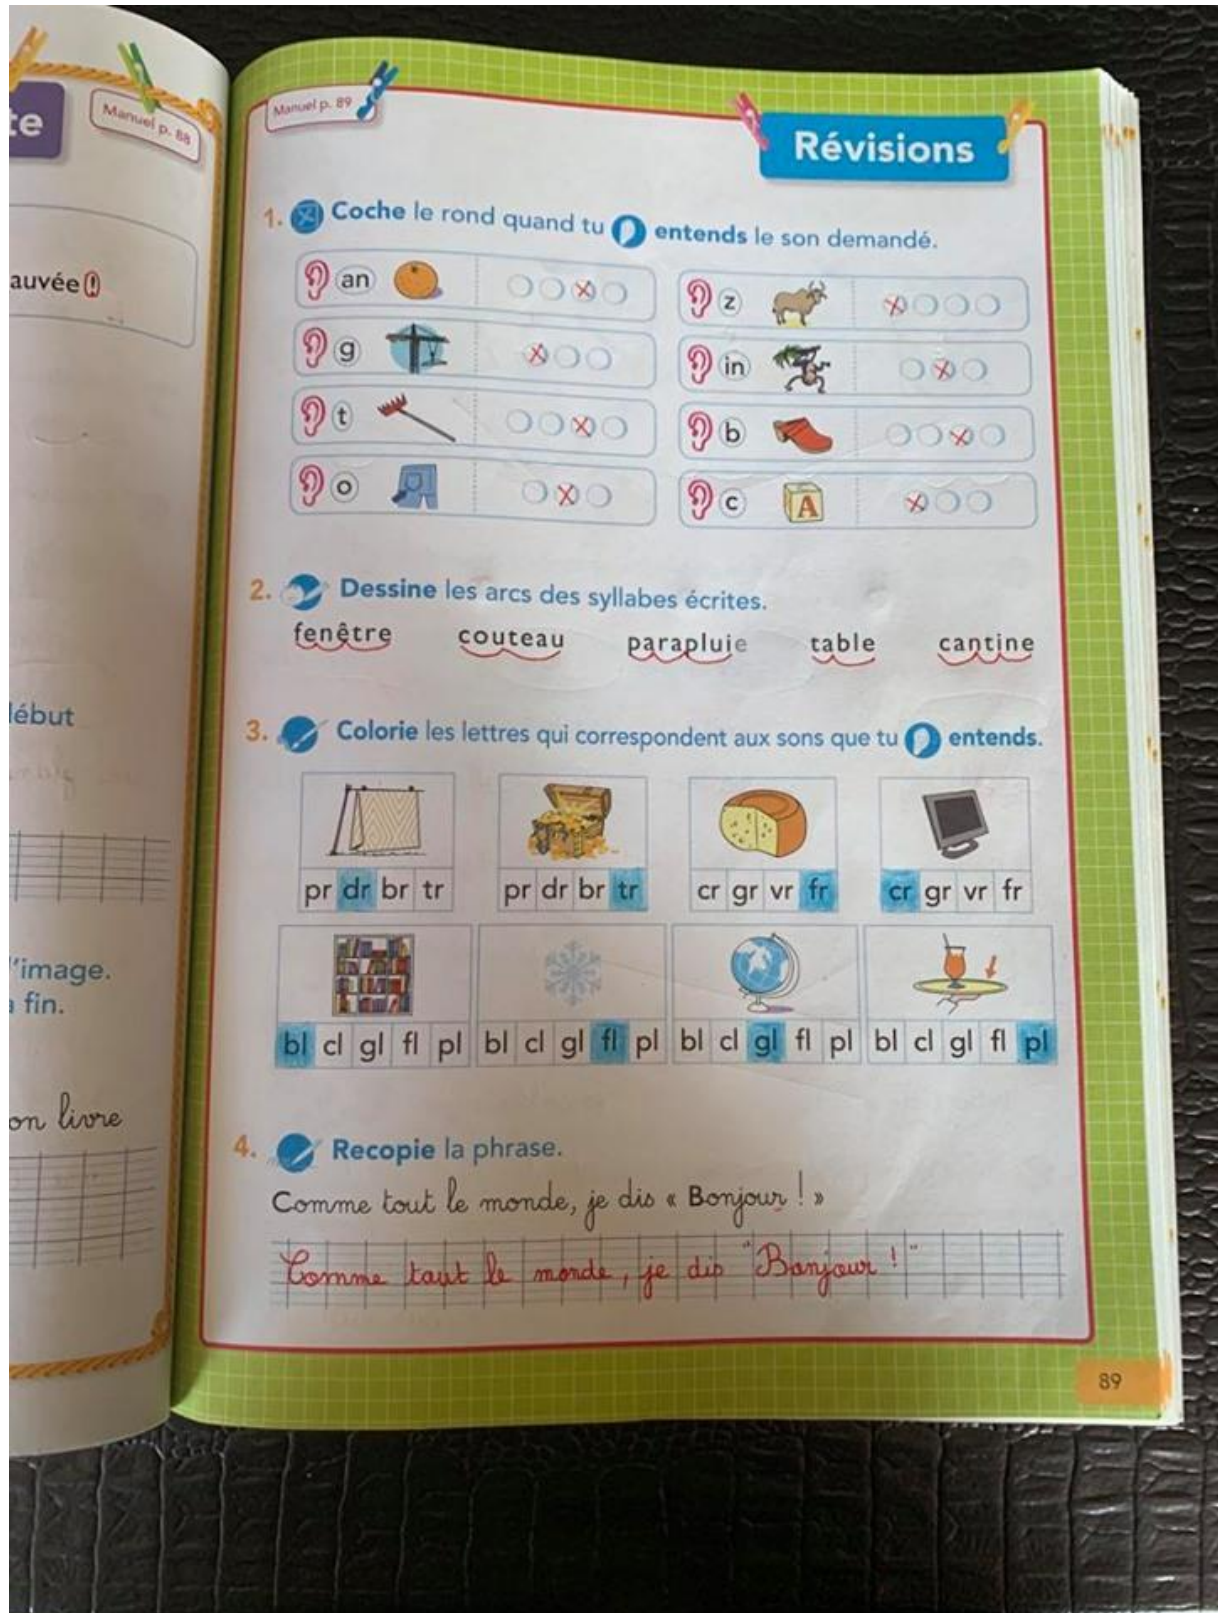 te
Manuel p. 88
auvée !
début
'image.
fin.
on livre
Manuel p. 89
Révisions
1. Coche le rond quand tu entends le son demandé.
an z
g in
t b
o c
A
2. Dessine les arcs des syllabes écrites.
fenêtre couteau parapluie table cantine
3. Colorie les lettres qui correspondent aux sons que tu entends.
pr dr br tr pr dr br tr cr gr vr fr cr gr vr fr
bl cl gl fl pl bl cl gl fl pl bl cl gl fl pl bl cl gl fl pl
4. Recopie la phrase.
Comme tout le monde, je dis « Bonjour ! »
Comme tout le monde, je dis "Bonjour !"
89